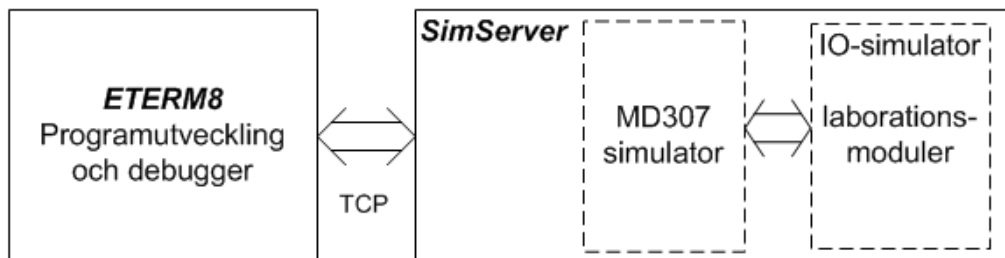 ETERM8
Programutveckling
och debugger
TCP
SimServer
MD307
simulator
IO-simulator
laborations-
moduler